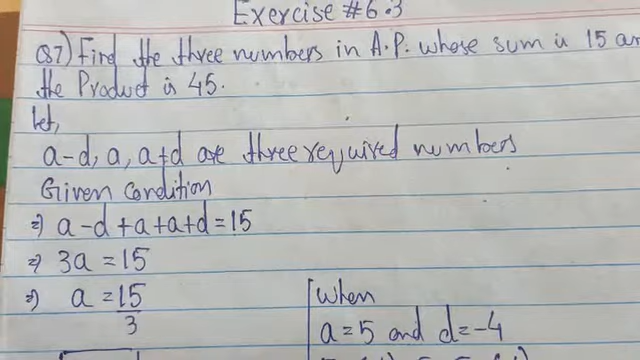 Exercise #6.3
Q7) Find the three numbers in A.P. whose sum is 15 an
the Product is 45.
Let,
a-d, a, a+d are three required numbers
Given Condition
⇒ a-d+a+a+d=15
⇒ 3a = 15
⇒ a = 15/3
When
a=5 and d=-4